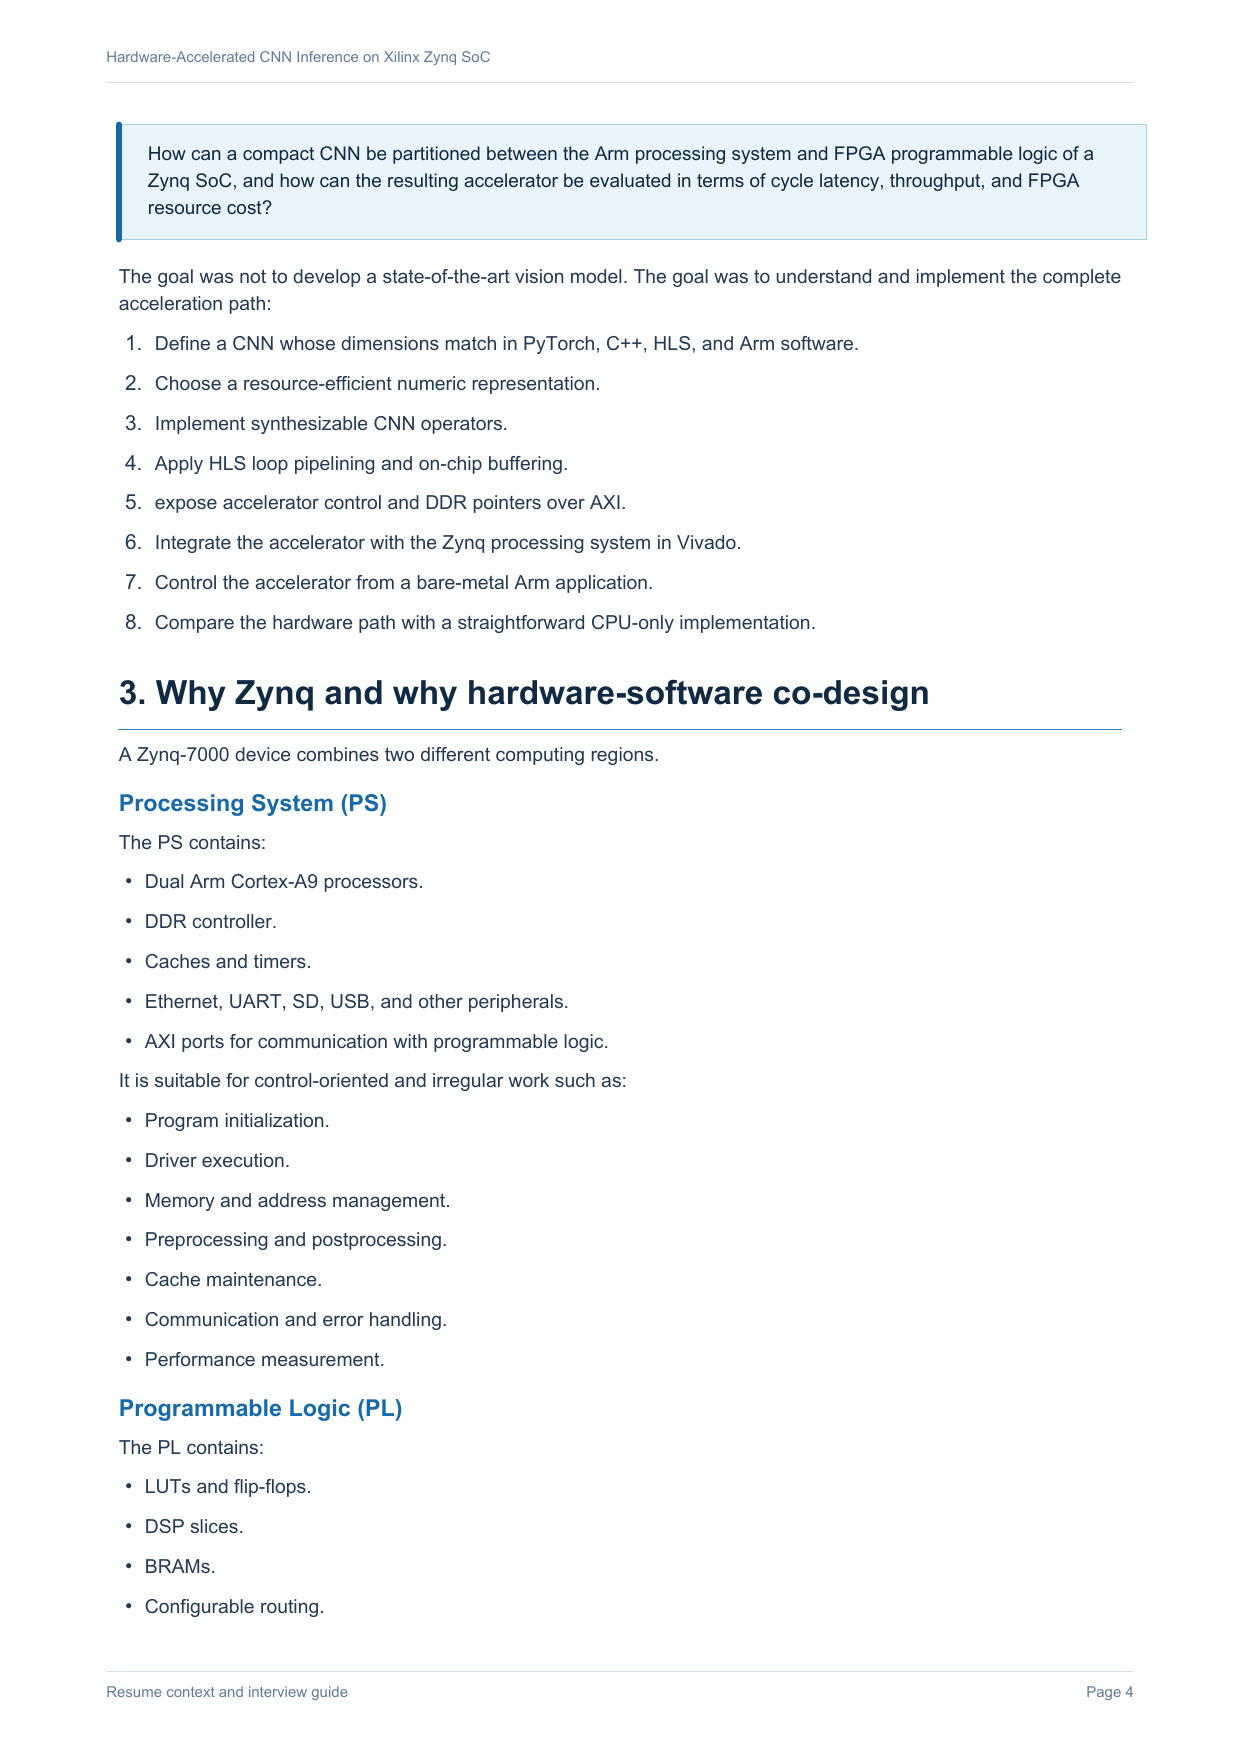 Hardware-Accelerated CNN Inference on Xilinx Zynq SoC
How can a compact CNN be partitioned between the Arm processing system and FPGA programmable logic of a
Zynq SoC, and how can the resulting accelerator be evaluated in terms of cycle latency, throughput, and FPGA
resource cost?
The goal was not to develop a state-of-the-art vision model. The goal was to understand and implement the complete
acceleration path:
1. Define a CNN whose dimensions match in PyTorch, C++, HLS, and Arm software.
2. Choose a resource-efficient numeric representation.
3. Implement synthesizable CNN operators.
4. Apply HLS loop pipelining and on-chip buffering.
5. expose accelerator control and DDR pointers over AXI.
6. Integrate the accelerator with the Zynq processing system in Vivado.
7. Control the accelerator from a bare-metal Arm application.
8. Compare the hardware path with a straightforward CPU-only implementation.
3. Why Zynq and why hardware-software co-design
A Zynq-7000 device combines two different computing regions.
Processing System (PS)
The PS contains:
• Dual Arm Cortex-A9 processors.
• DDR controller.
• Caches and timers.
• Ethernet, UART, SD, USB, and other peripherals.
• AXI ports for communication with programmable logic.
It is suitable for control-oriented and irregular work such as:
• Program initialization.
• Driver execution.
• Memory and address management.
• Preprocessing and postprocessing.
• Cache maintenance.
• Communication and error handling.
• Performance measurement.
Programmable Logic (PL)
The PL contains:
• LUTs and flip-flops.
• DSP slices.
• BRAMs.
• Configurable routing.
Resume context and interview guide
Page 4